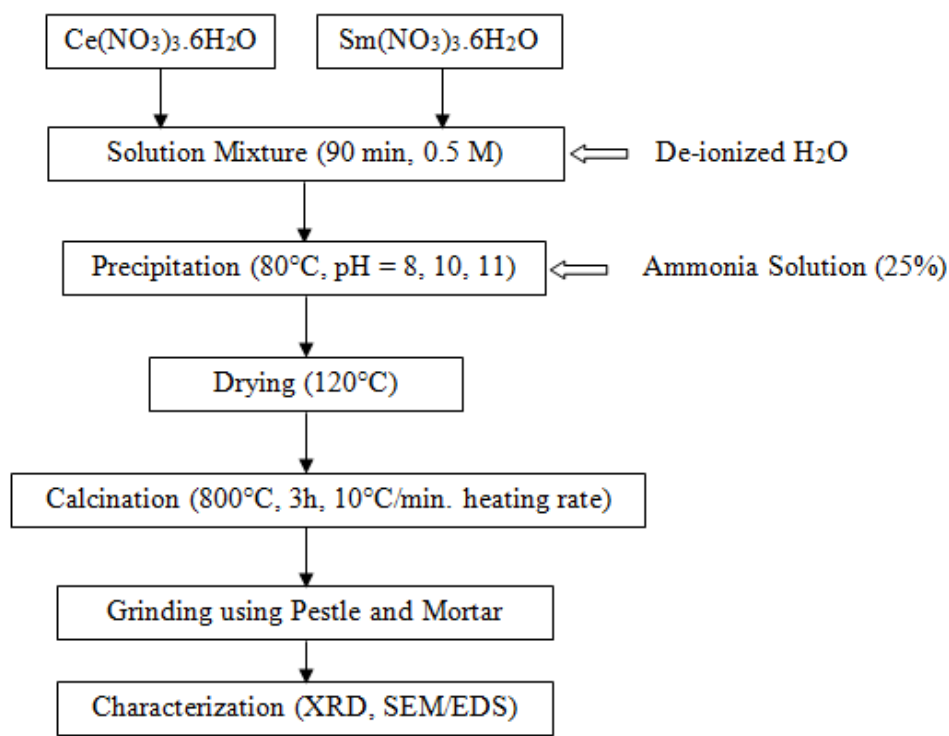 Ce(NO₃)₃.6H₂O
Sm(NO₃)₃.6H₂O
Solution Mixture (90 min, 0.5 M)
De-ionized H₂O
Precipitation (80°C, pH = 8, 10, 11)
Ammonia Solution (25%)
Drying (120°C)
Calcination (800°C, 3h, 10°C/min. heating rate)
Grinding using Pestle and Mortar
Characterization (XRD, SEM/EDS)